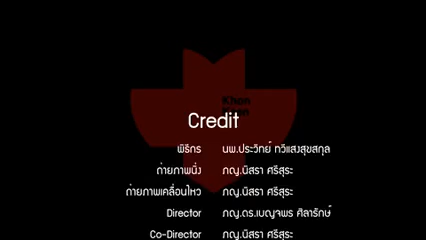 Khon
Kaen
Credit
พิธีกร นพ.ประวิทย์ ทวีแสงสุขสกุล
ถ่ายภาพนิ่ง ภญ.นิสรา ศรีสุระ
ถ่ายภาพเคลื่อนไหว ภญ.นิสรา ศรีสุระ
Director ภญ.ดร.เบญจพร ศิลารักษ์
Co-Director ภญ.นิสรา ศรีสุระ